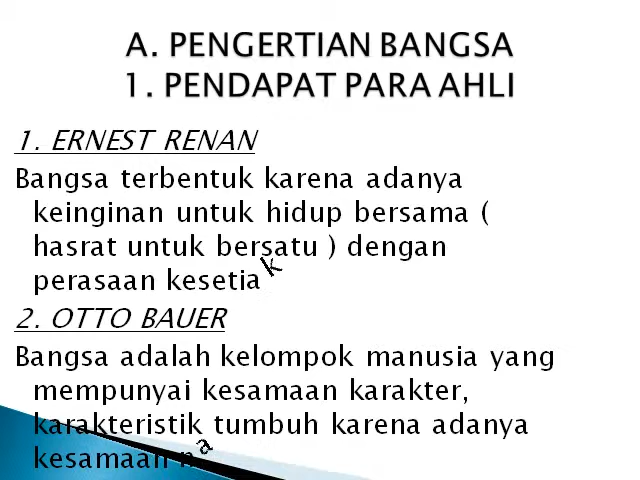 A. PENGERTIAN BANGSA
1. PENDAPAT PARA AHLI
1. ERNEST RENAN
Bangsa terbentuk karena adanya
keinginan untuk hidup bersama (
hasrat untuk bersatu ) dengan
perasaan kesetiak
2. OTTO BAUER
Bangsa adalah kelompok manusia yang
mempunyai kesamaan karakter,
karakteristik tumbuh karena adanya
kesamaan na